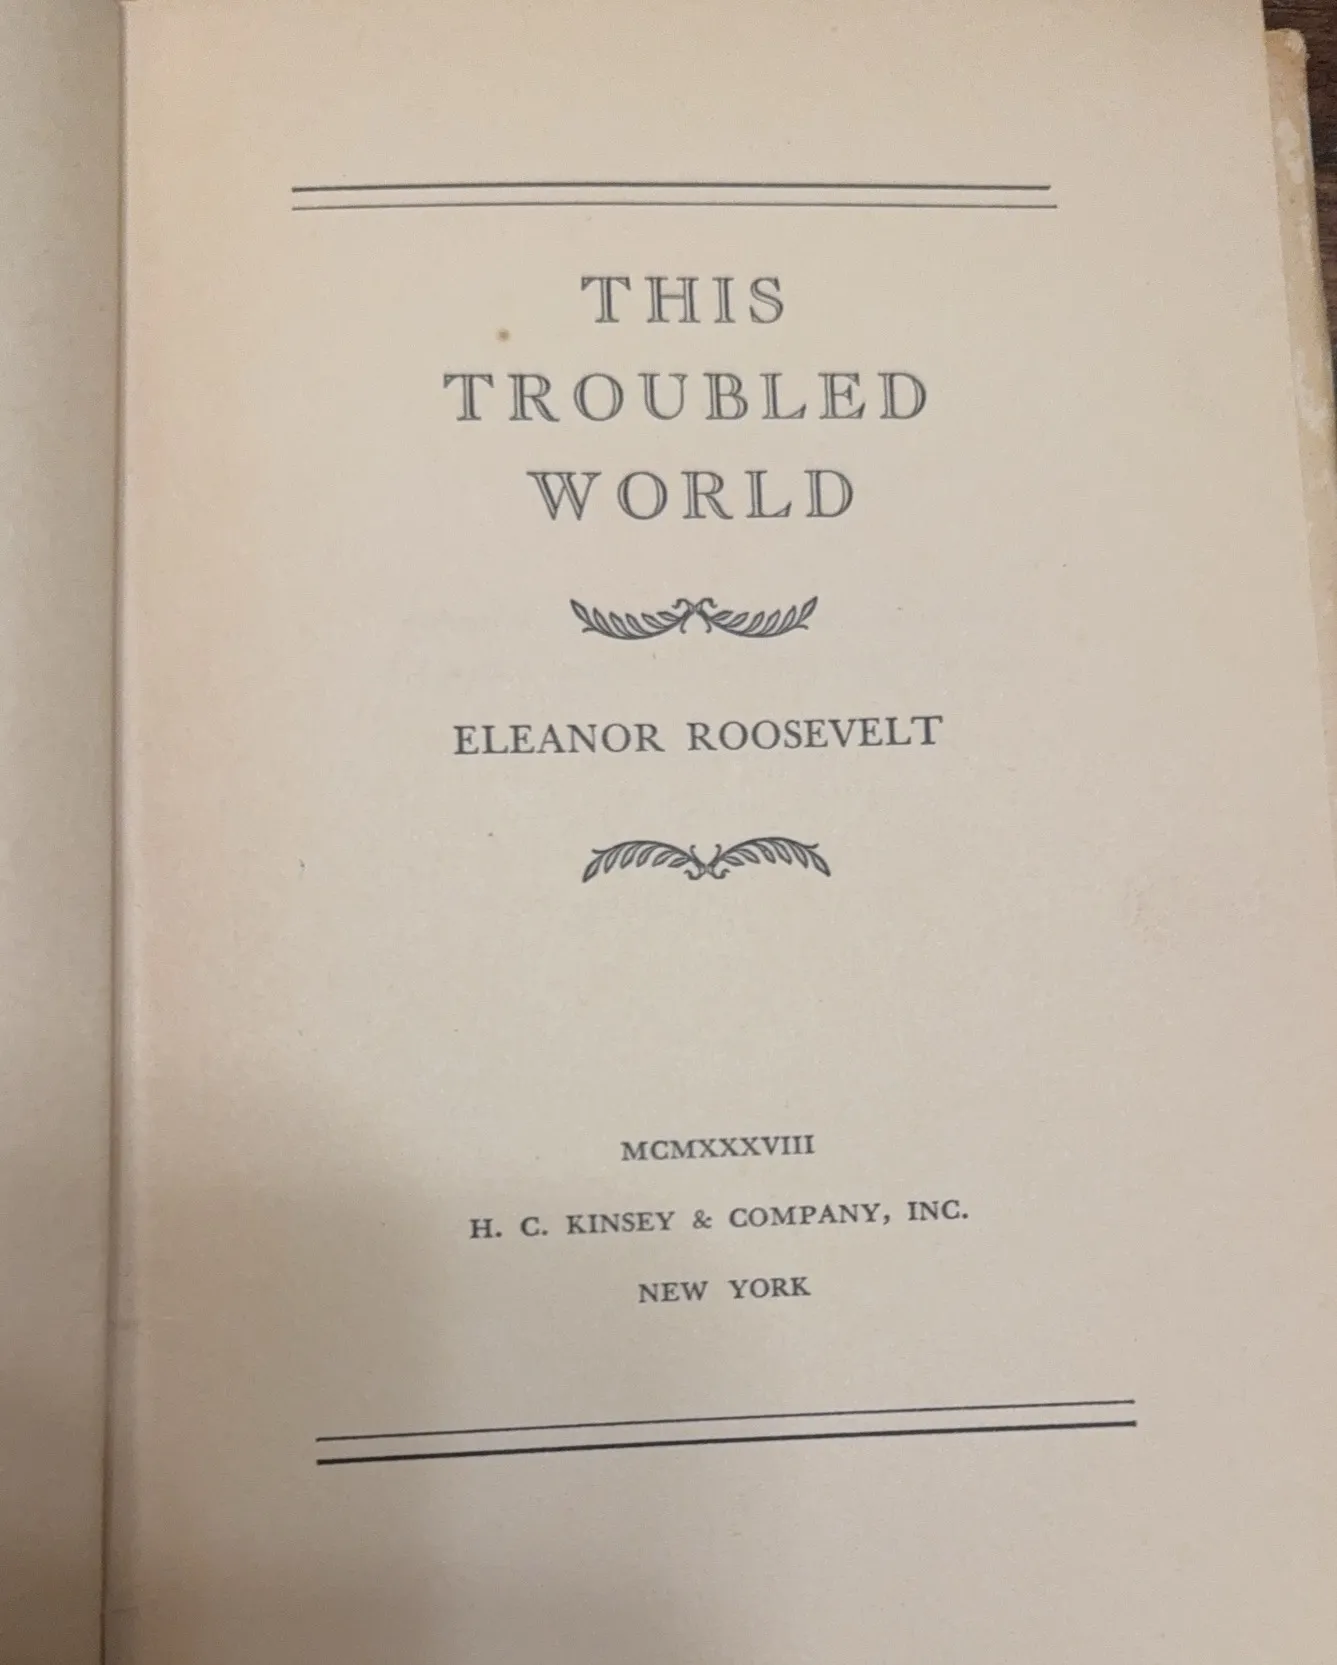 THIS
TROUBLED
WORLD
ELEANOR ROOSEVELT
MCMXXXVIII
H. C. KINSEY & COMPANY, INC.
NEW YORK